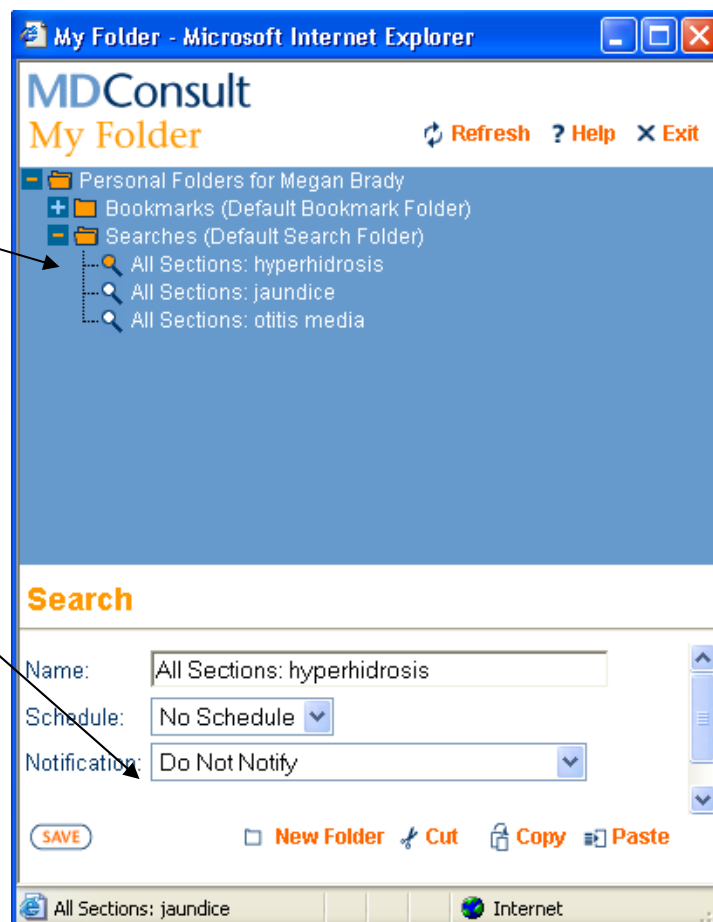 My Folder - Microsoft Internet Explorer
MDConsult
My Folder
Refresh ? Help X Exit
Personal Folders for Megan Brady
Bookmarks (Default Bookmark Folder)
Searches (Default Search Folder)
All Sections: hyperhidrosis
All Sections: jaundice
All Sections: otitis media
Search
Name: All Sections: hyperhidrosis
Schedule: No Schedule
Notification: Do Not Notify
SAVE New Folder Cut Copy Paste
All Sections: jaundice Internet